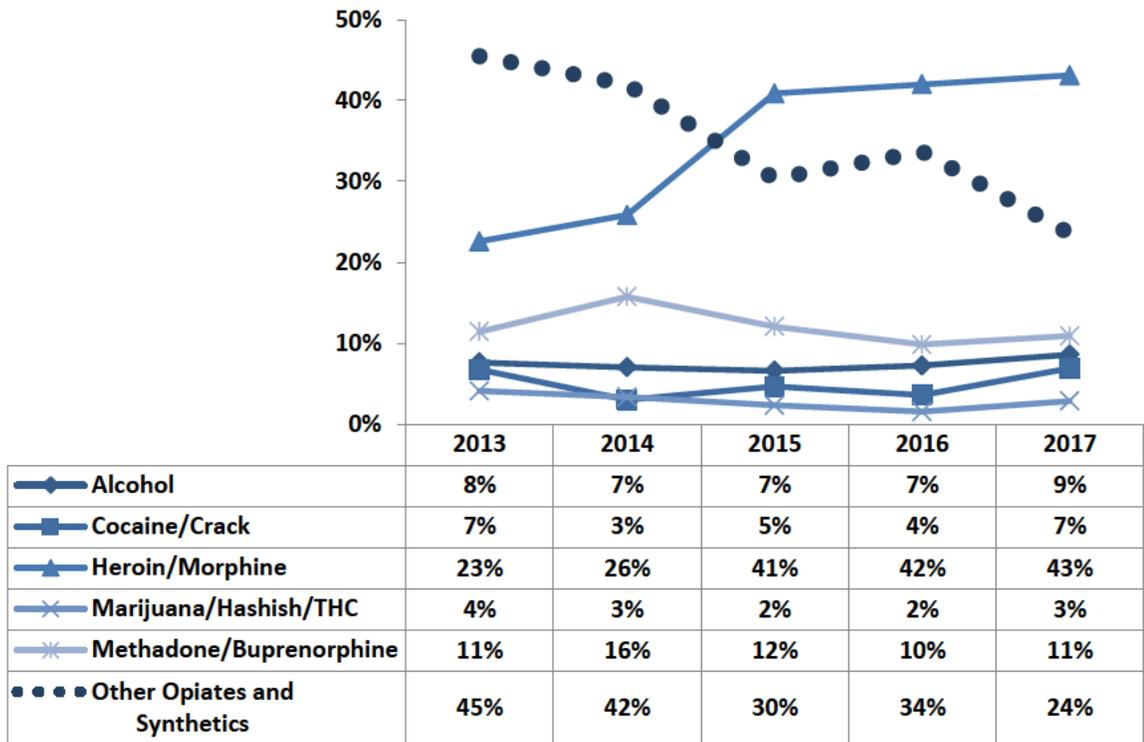 50%
40%
30%
20%
10%
0%
2013 2014 2015 2016 2017
Alcohol 8% 7% 7% 7% 9%
Cocaine/Crack 7% 3% 5% 4% 7%
Heroin/Morphine 23% 26% 41% 42% 43%
Marijuana/Hashish/THC 4% 3% 2% 2% 3%
Methadone/Buprenorphine 11% 16% 12% 10% 11%
Other Opiates and
Synthetics 45% 42% 30% 34% 24%